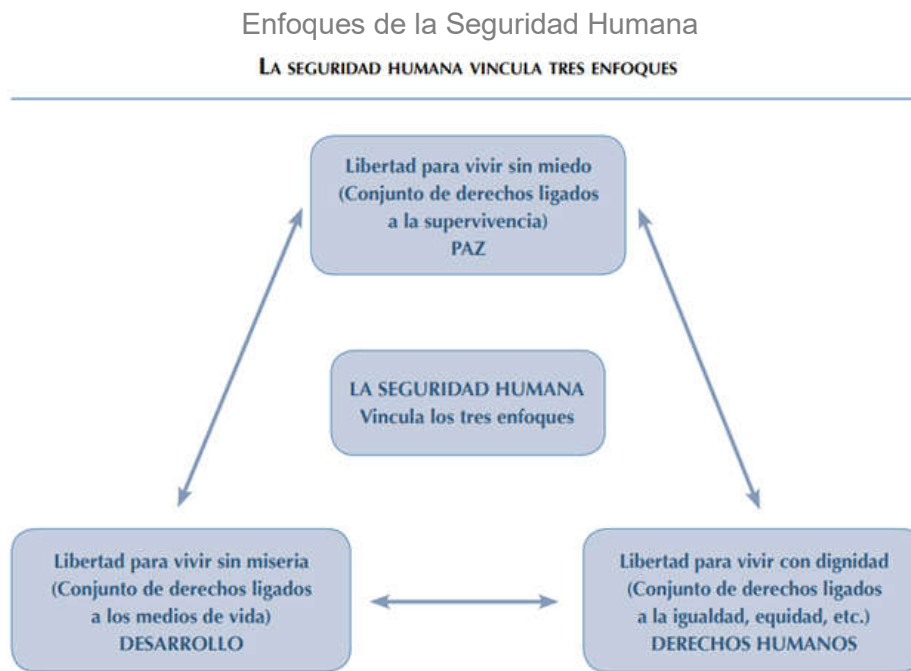 Enfoques de la Seguridad Humana
LA SEGURIDAD HUMANA VINCULA TRES ENFOQUES
Libertad para vivir sin miedo
(Conjunto de derechos ligados
a la supervivencia)
PAZ
LA SEGURIDAD HUMANA
Vincula los tres enfoques
Libertad para vivir sin miseria
(Conjunto de derechos ligados
a los medios de vida)
DESARROLLO
Libertad para vivir con dignidad
(Conjunto de derechos ligados
a la igualdad, equidad, etc.)
DERECHOS HUMANOS